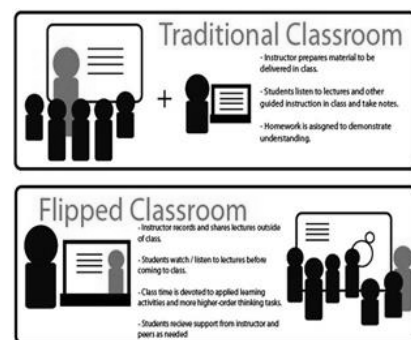 Traditional Classroom
- Instructor prepares material to be
delivered in class.
- Students listen to lectures and other
guided instruction in class and take notes.
- Homework is asigned to demonstrate
understanding.
Flipped Classroom
- Instructor records and shares lectures outside
of class.
- Students watch / listen to lectures before
coming to class.
- Class time is devoted to applied learning
activities and more higher-order thinking tasks.
- Students recieve support from instructor and
peers as needed